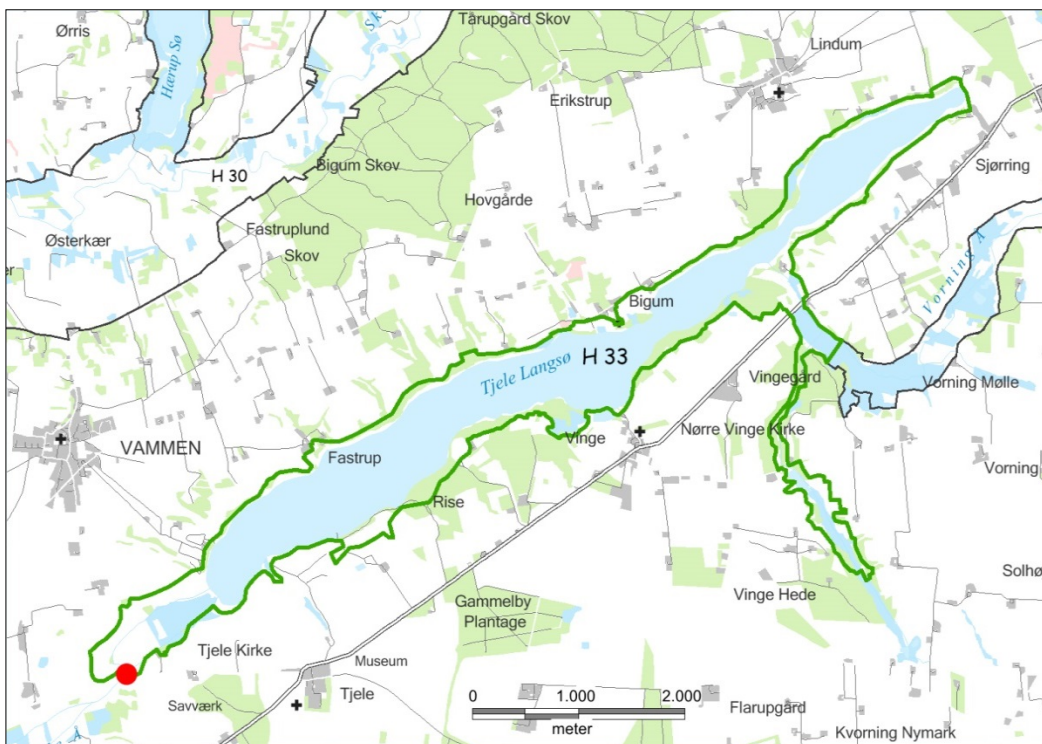 Ørris
Hærup Sø
Tårupgård Skov
Lindum
Erikstrup
Bigum Skov
H 30
Hovgårde
Sjørring
Østerkær
Fastruplund
Skov
Vorning Å
Bigum
Tjele Langsø
H 33
Vingegård
Vorning Mølle
VAMMEN
Fastrup
Vinge
Nørre Vinge Kirke
Vorning
Rise
Solhø
Gammelby
Plantage
Vinge Hede
Tjele Kirke
Museum
Tjele
Savværk
0 1.000 2.000
meter
Flarupgård
Kvorning Nymark